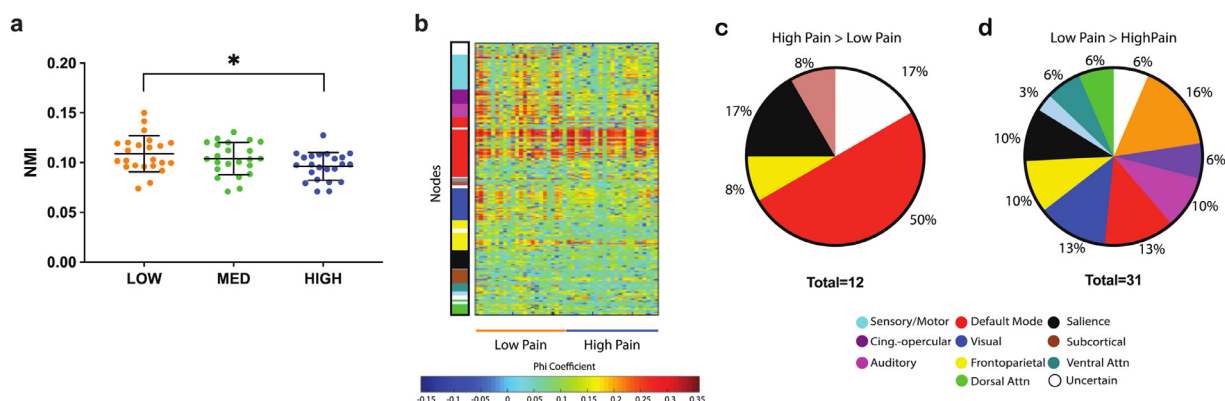 a
*
0.20
0.15
0.10
0.05
0.00
NMI
LOW MED HIGH
b
Nodes
Low Pain High Pain
Phi Coefficient
-0.15 -0.1 -0.05 0 0.05 0.1 0.15 0.2 0.25 0.3 0.35
c
High Pain > Low Pain
8%
17%
17%
8%
50%
Total=12
d
Low Pain > HighPain
6%
6%
6%
16%
3%
10%
6%
10%
10%
13%
13%
Total=31
Sensory/Motor Default Mode Salience
Cing.-opercular Visual Subcortical
Auditory Frontoparietal Ventral Attn
Dorsal Attn Uncertain